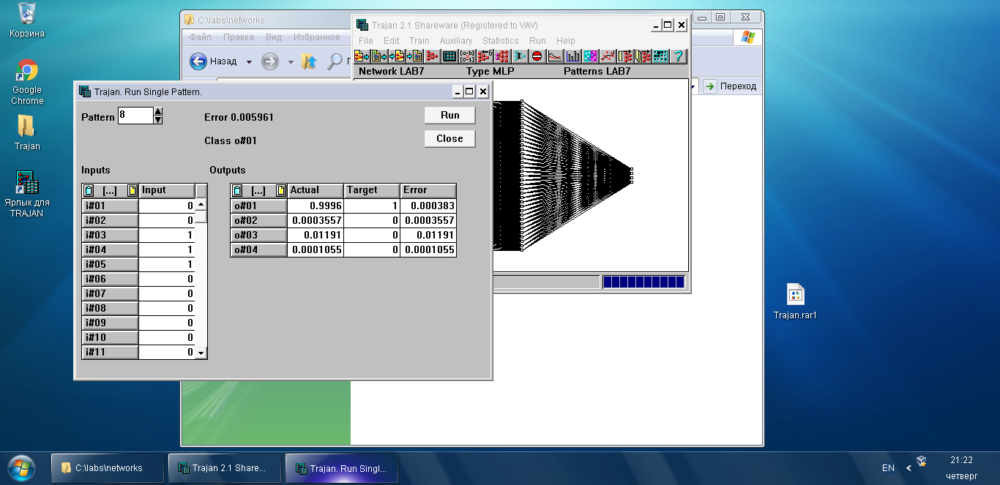 Корзина
Google
Chrome
Trajan
Ярлык для
TRAJAN
C:\labs\networks
Файл Правка Вид Избранное
Назад
Переход
Trajan 2.1 Shareware (Registered to VAV)
File Edit Train Auxiliary Statistics Run Help
Network LAB7 Type MLP Patterns LAB7
Trajan. Run Single Pattern.
Pattern 8 Error 0.005961 Run
Class o#01 Close
Inputs Outputs
[...] Input
i#01 0
i#02 0
i#03 1
i#04 1
i#05 1
i#06 0
i#07 0
i#08 0
i#09 0
i#10 0
i#11 0
[...] Actual Target Error
o#01 0.9996 1 0.000383
o#02 0.0003557 0 0.0003557
o#03 0.01191 0 0.01191
o#04 0.0001055 0 0.0001055
Trajan.rar1
C:\labs\networks
Trajan 2.1 Share...
Trajan. Run Singl...
EN
21:22
четверг